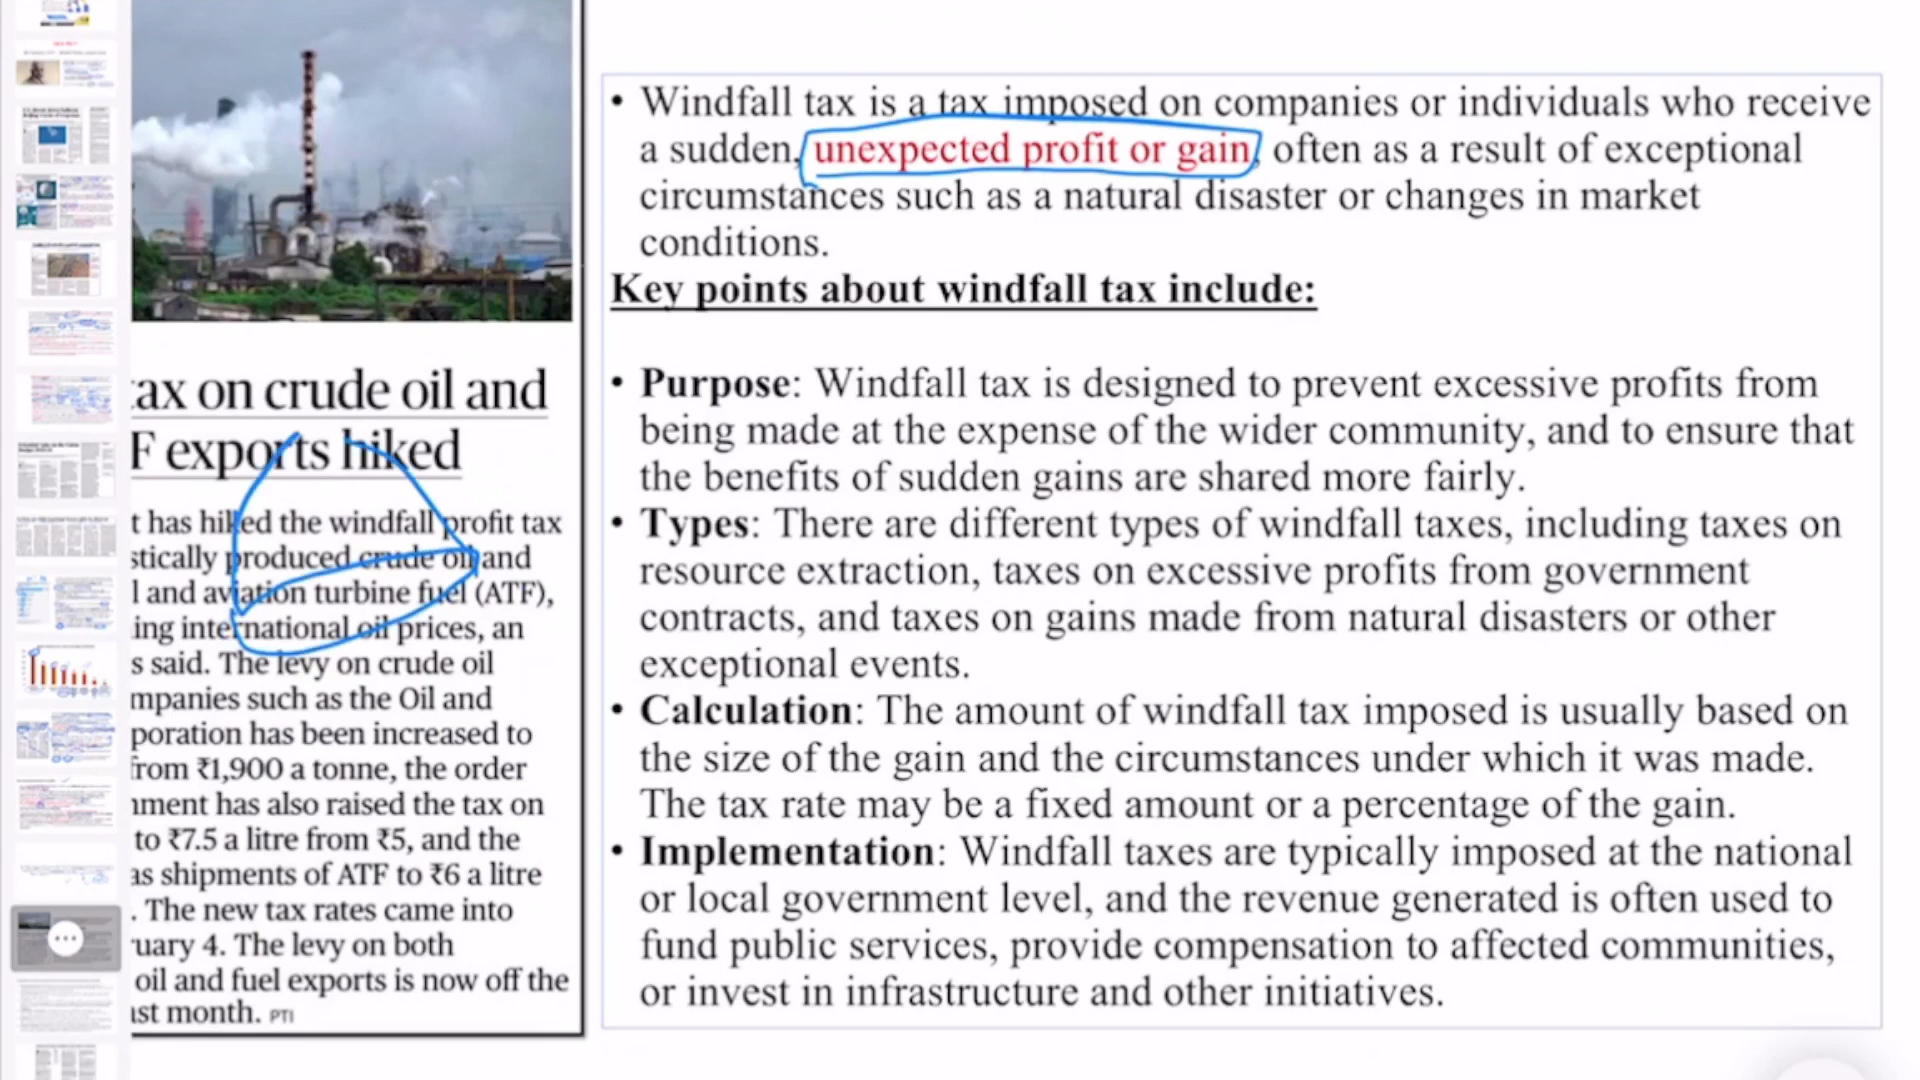 tax on crude oil and
F exports hiked
t has hiked the windfall profit tax
stically produced crude oil and
l and aviation turbine fuel (ATF),
ing international oil prices, an
s said. The levy on crude oil
mpanies such as the Oil and
poration has been increased to
from ₹1,900 a tonne, the order
nment has also raised the tax on
to ₹7.5 a litre from ₹5, and the
as shipments of ATF to ₹6 a litre
. The new tax rates came into
ruary 4. The levy on both
oil and fuel exports is now off the
ast month. PTI
• Windfall tax is a tax imposed on companies or individuals who receive
a sudden, unexpected profit or gain, often as a result of exceptional
circumstances such as a natural disaster or changes in market
conditions.
Key points about windfall tax include:
• Purpose: Windfall tax is designed to prevent excessive profits from
being made at the expense of the wider community, and to ensure that
the benefits of sudden gains are shared more fairly.
• Types: There are different types of windfall taxes, including taxes on
resource extraction, taxes on excessive profits from government
contracts, and taxes on gains made from natural disasters or other
exceptional events.
• Calculation: The amount of windfall tax imposed is usually based on
the size of the gain and the circumstances under which it was made.
The tax rate may be a fixed amount or a percentage of the gain.
• Implementation: Windfall taxes are typically imposed at the national
or local government level, and the revenue generated is often used to
fund public services, provide compensation to affected communities,
or invest in infrastructure and other initiatives.